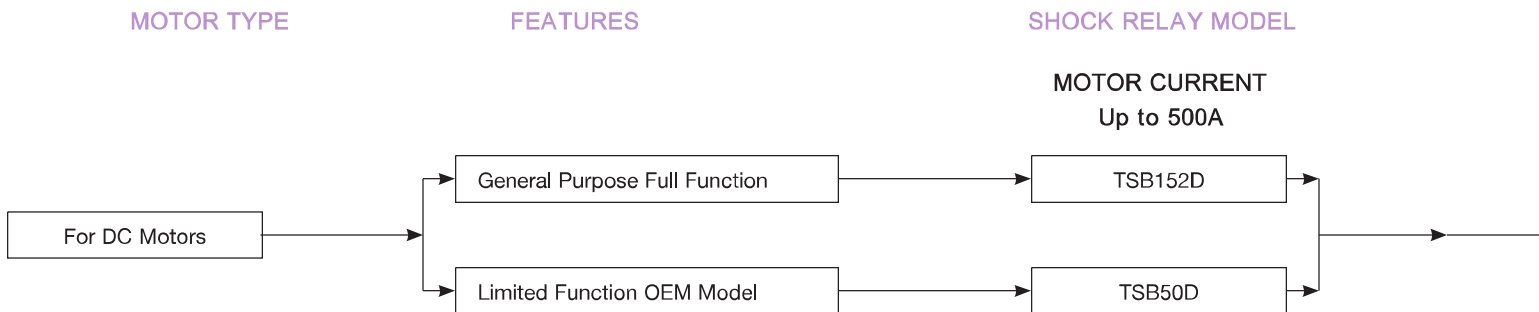 MOTOR TYPE
FEATURES
SHOCK RELAY MODEL
MOTOR CURRENT
Up to 500A
General Purpose Full Function
TSB152D
For DC Motors
Limited Function OEM Model
TSB50D